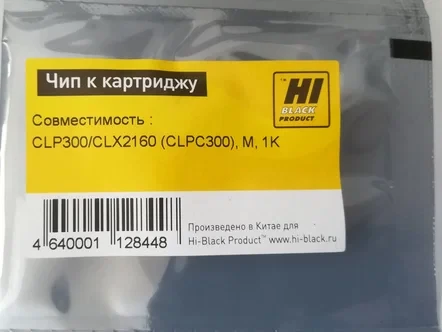 Чип к картриджу
™ HI
BLACK
PRODUCT
Совместимость :
CLP300/CLX2160 (CLPC300), M, 1K
4 640001 128448
Произведено в Китае для
Hi-Black Product™ www.hi-black.ru